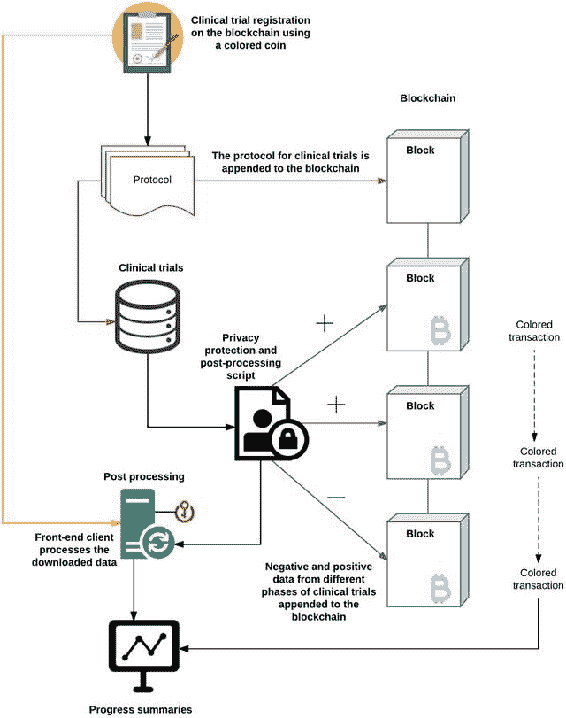 Clinical trial registration
on the blockchain using
a colored coin
Blockchain
Block
The protocol for clinical trials is
appended to the blockchain
Protocol
Clinical trials
Block
Privacy
protection and
post-processing
script
Colored
transaction
Block
Colored
transaction
Post processing
Front-end client
processes the
downloaded data
Block
Negative and positive
data from different
phases of clinical trials
appended to the
blockchain
Colored
transaction
Progress summaries